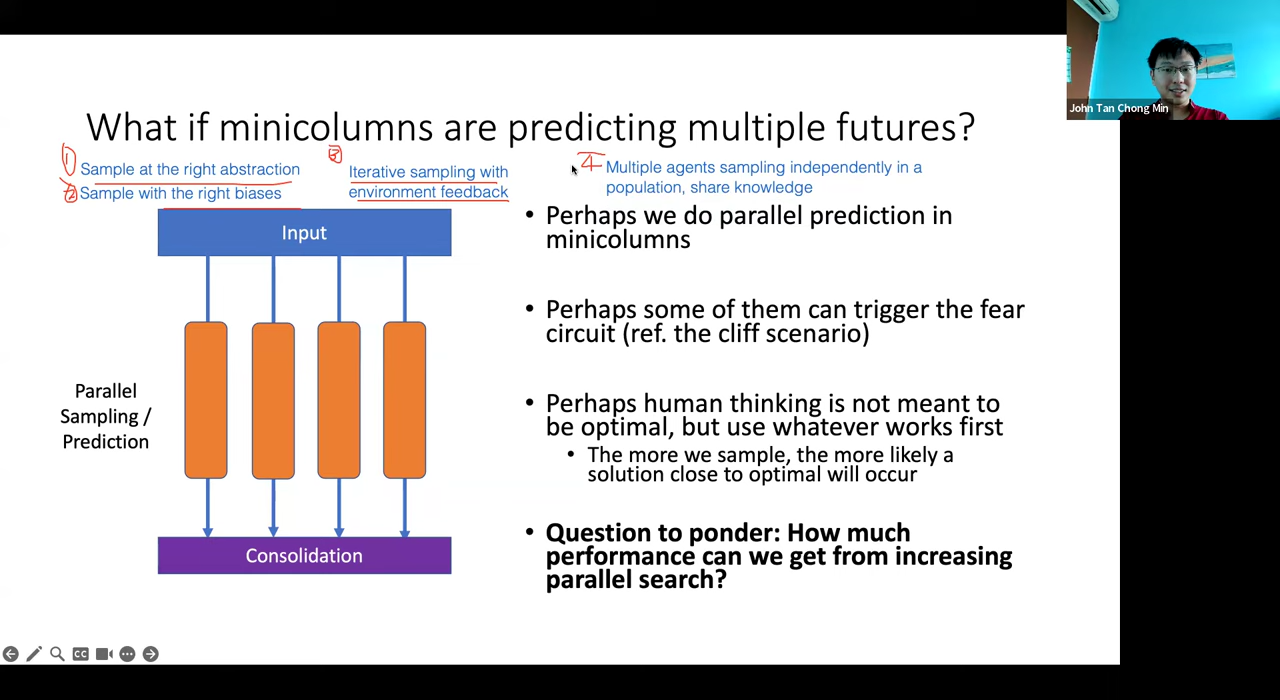 John Tan Chong Min
What if minicolumns are predicting multiple futures?
1
Sample at the right abstraction
2
Sample with the right biases
3
Iterative sampling with
environment feedback
4
Multiple agents sampling independently in a
population, share knowledge
Input
Parallel
Sampling /
Prediction
Consolidation
• Perhaps we do parallel prediction in
minicolumns
• Perhaps some of them can trigger the fear
circuit (ref. the cliff scenario)
• Perhaps human thinking is not meant to
be optimal, but use whatever works first
• The more we sample, the more likely a
solution close to optimal will occur
• Question to ponder: How much
performance can we get from increasing
parallel search?
CC